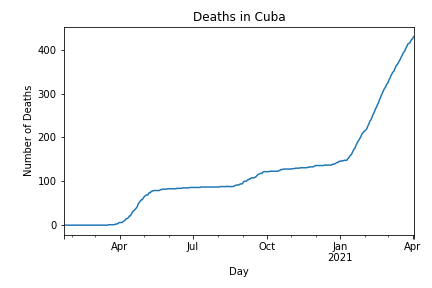 Deaths in Cuba
Number of Deaths
400
300
200
100
0
Apr
Jul
Oct
Jan
2021
Apr
Day